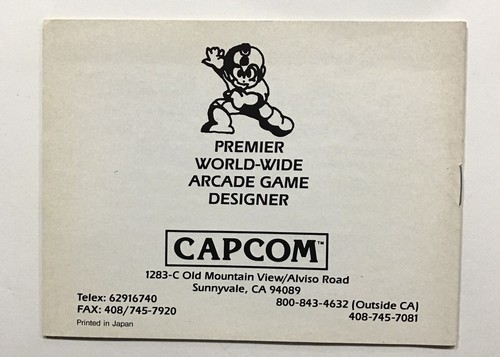 PREMIER
WORLD-WIDE
ARCADE GAME
DESIGNER
CAPCOM™
1283-C Old Mountain View/Alviso Road
Sunnyvale, CA 94089
Telex: 62916740
800-843-4632 (Outside CA)
FAX: 408/745-7920
408-745-7081
Printed in Japan